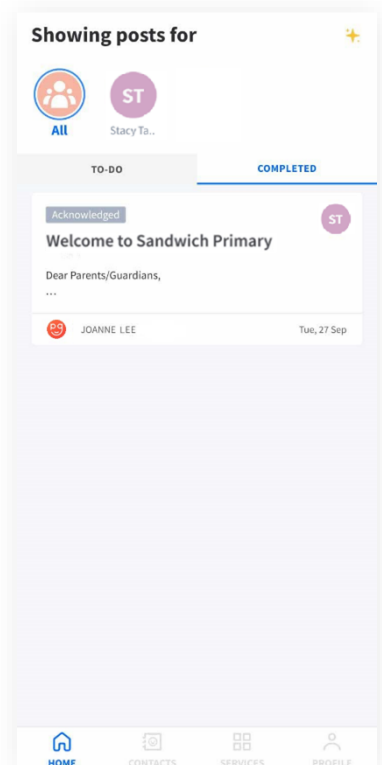 Showing posts for
ST
All
Stacy Ta..
TO-DO
COMPLETED
Acknowledged
ST
Welcome to Sandwich Primary
Dear Parents/Guardians,
...
JOANNE LEE
Tue, 27 Sep
HOME
CONTACTS
SERVICES
PROFILE